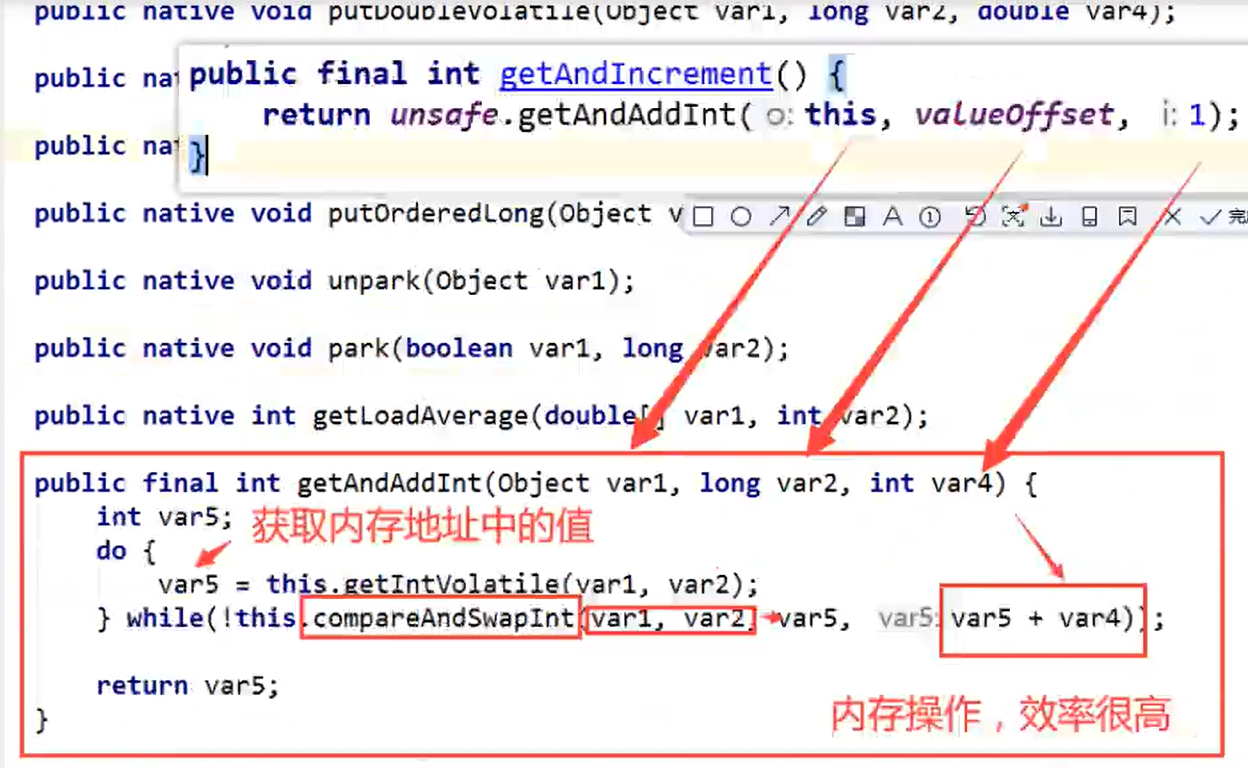 public native void putDoubleVolatile(Object var1, long var2, double var4);
public nat
public final int getAndIncrement() {
return unsafe.getAndAddInt( o: this, valueOffset, i: 1);
public nat
}
public native void putOrderedLong(Object v
A ① 完
public native void unpark(Object var1);
public native void park(boolean var1, long var2);
public native int getLoadAverage(double[] var1, int var2);
public final int getAndAddInt(Object var1, long var2, int var4) {
int var5; 获取内存地址中的值
do {
var5 = this.getIntVolatile(var1, var2);
} while(!this.compareAndSwapInt(var1, var2, var5, var5: var5 + var4));
return var5;
内存操作，效率很高
}